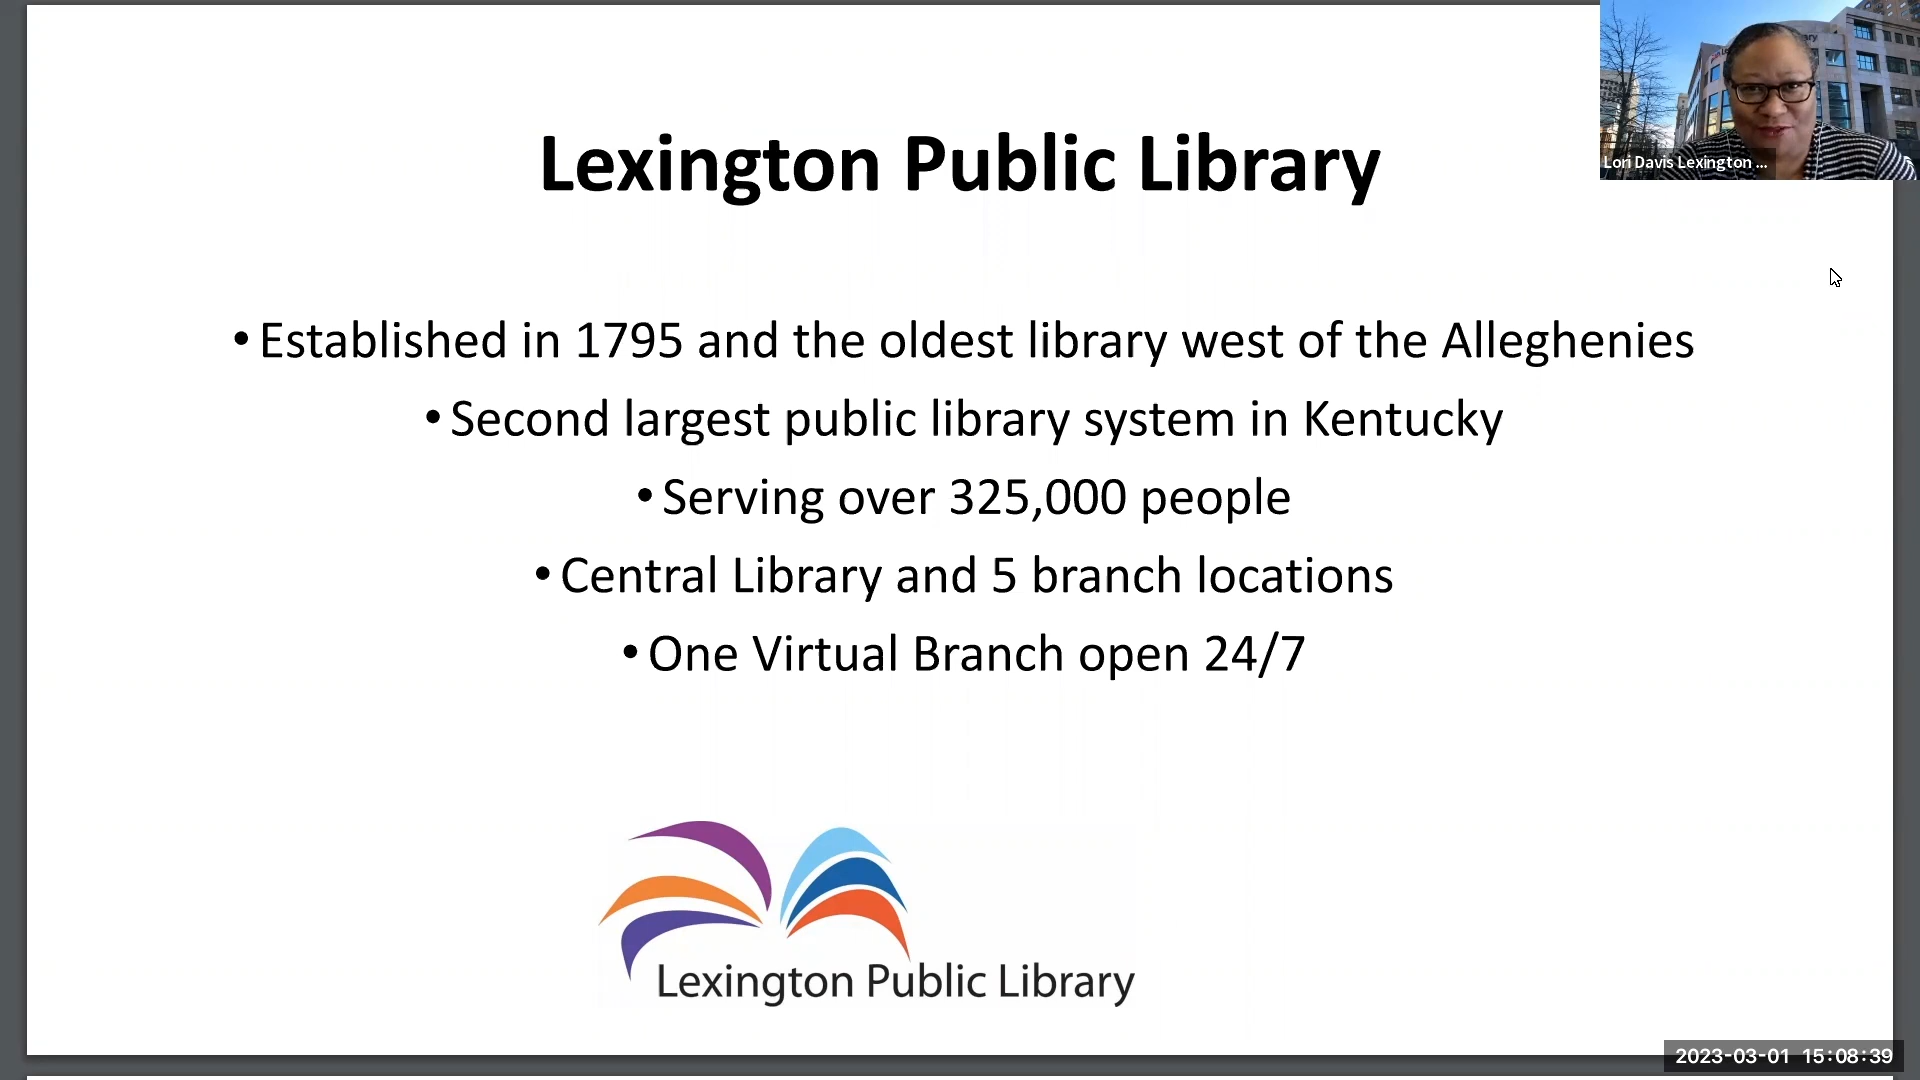 Lexington Public Library
Lori Davis Lexington ...
• Established in 1795 and the oldest library west of the Alleghenies
• Second largest public library system in Kentucky
• Serving over 325,000 people
• Central Library and 5 branch locations
• One Virtual Branch open 24/7
Lexington Public Library
2023-03-01 15:08:39